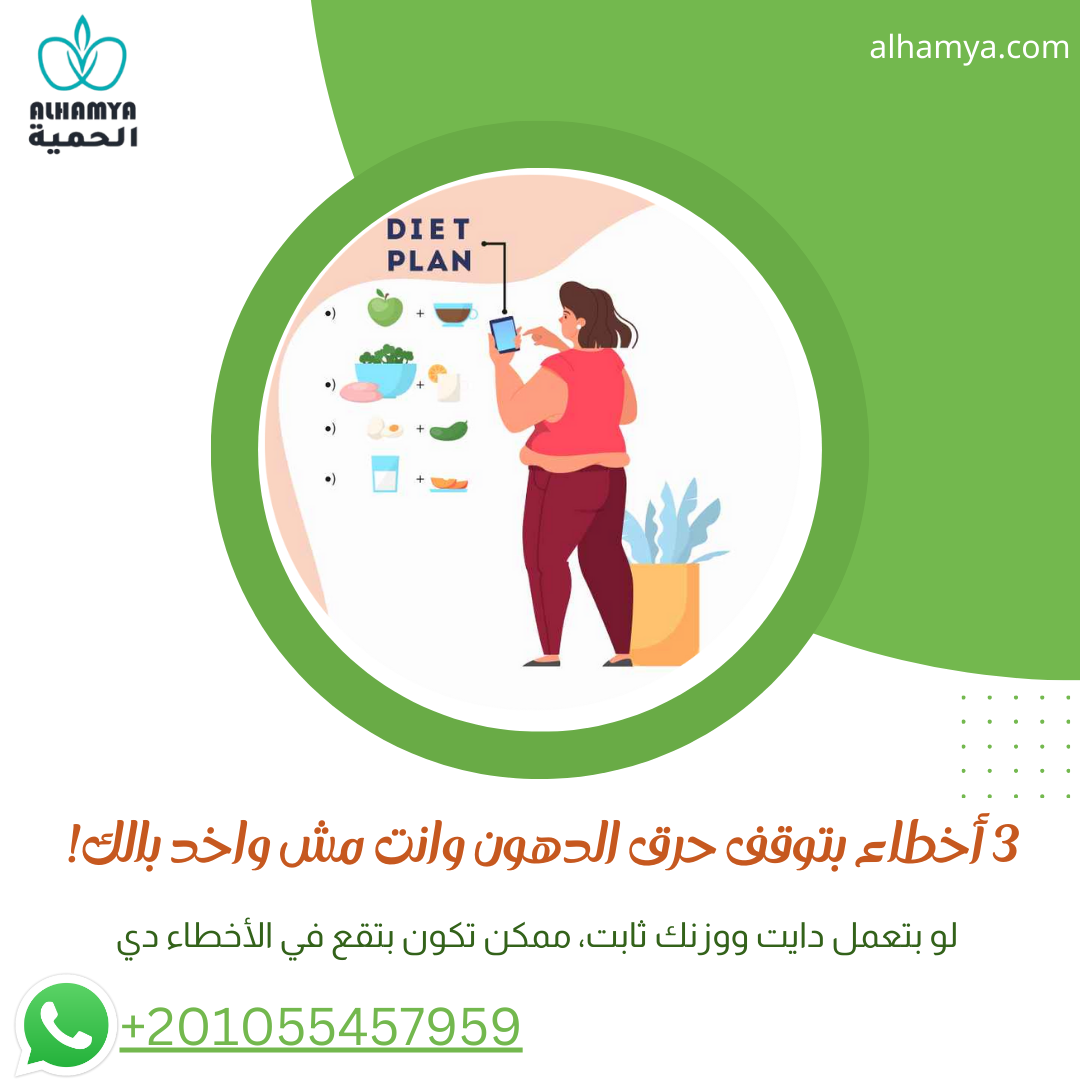 ALHAMYA
الحمية
alhamya.com
DIET
PLAN
•) +
•) +
•) +
•) +
3 أخطاء بتوقف حرق الدهون وانت مش واخد بالك!
لو بتعمل دايت ووزنك ثابت، ممكن تكون بتقع في الأخطاء دي
+201055457959